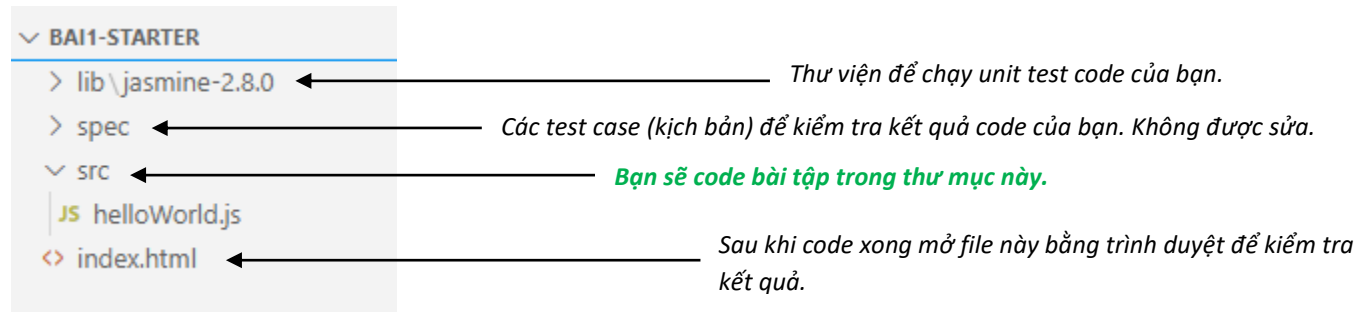 BAI1-STARTER
lib\jasmine-2.8.0
Thư viện để chạy unit test code của bạn.
spec
Các test case (kịch bản) để kiểm tra kết quả code của bạn. Không được sửa.
src
Bạn sẽ code bài tập trong thư mục này.
JS helloWorld.js
<> index.html
Sau khi code xong mở file này bằng trình duyệt để kiểm tra
kết quả.